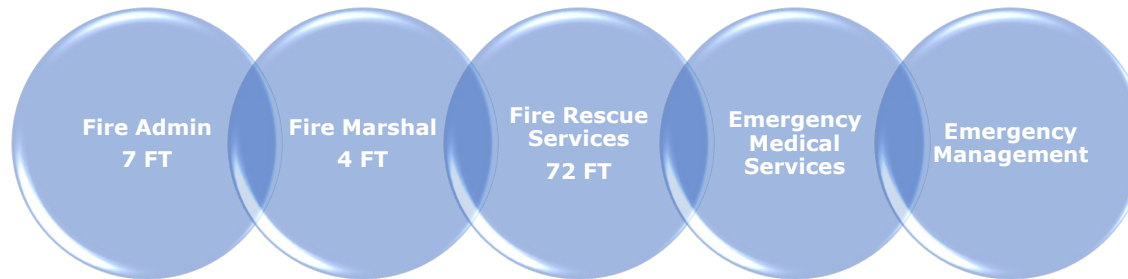 Fire Admin
7 FT
Fire Marshal
4 FT
Fire Rescue
Services
72 FT
Emergency
Medical
Services
Emergency
Management